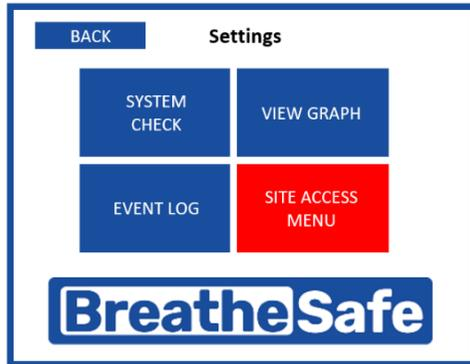 BACK
Settings
SYSTEM
CHECK
VIEW GRAPH
EVENT LOG
SITE ACCESS
MENU
BreatheSafe